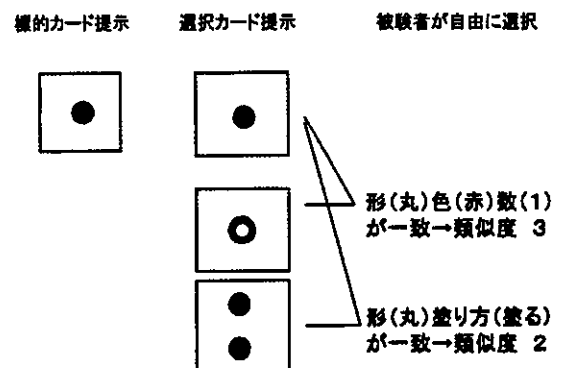 標的カード提示
選択カード提示
被験者が自由に選択
形(丸)色(赤)数(1)
が一致→類似度 3
形(丸)塗り方(塗る)
が一致→類似度 2